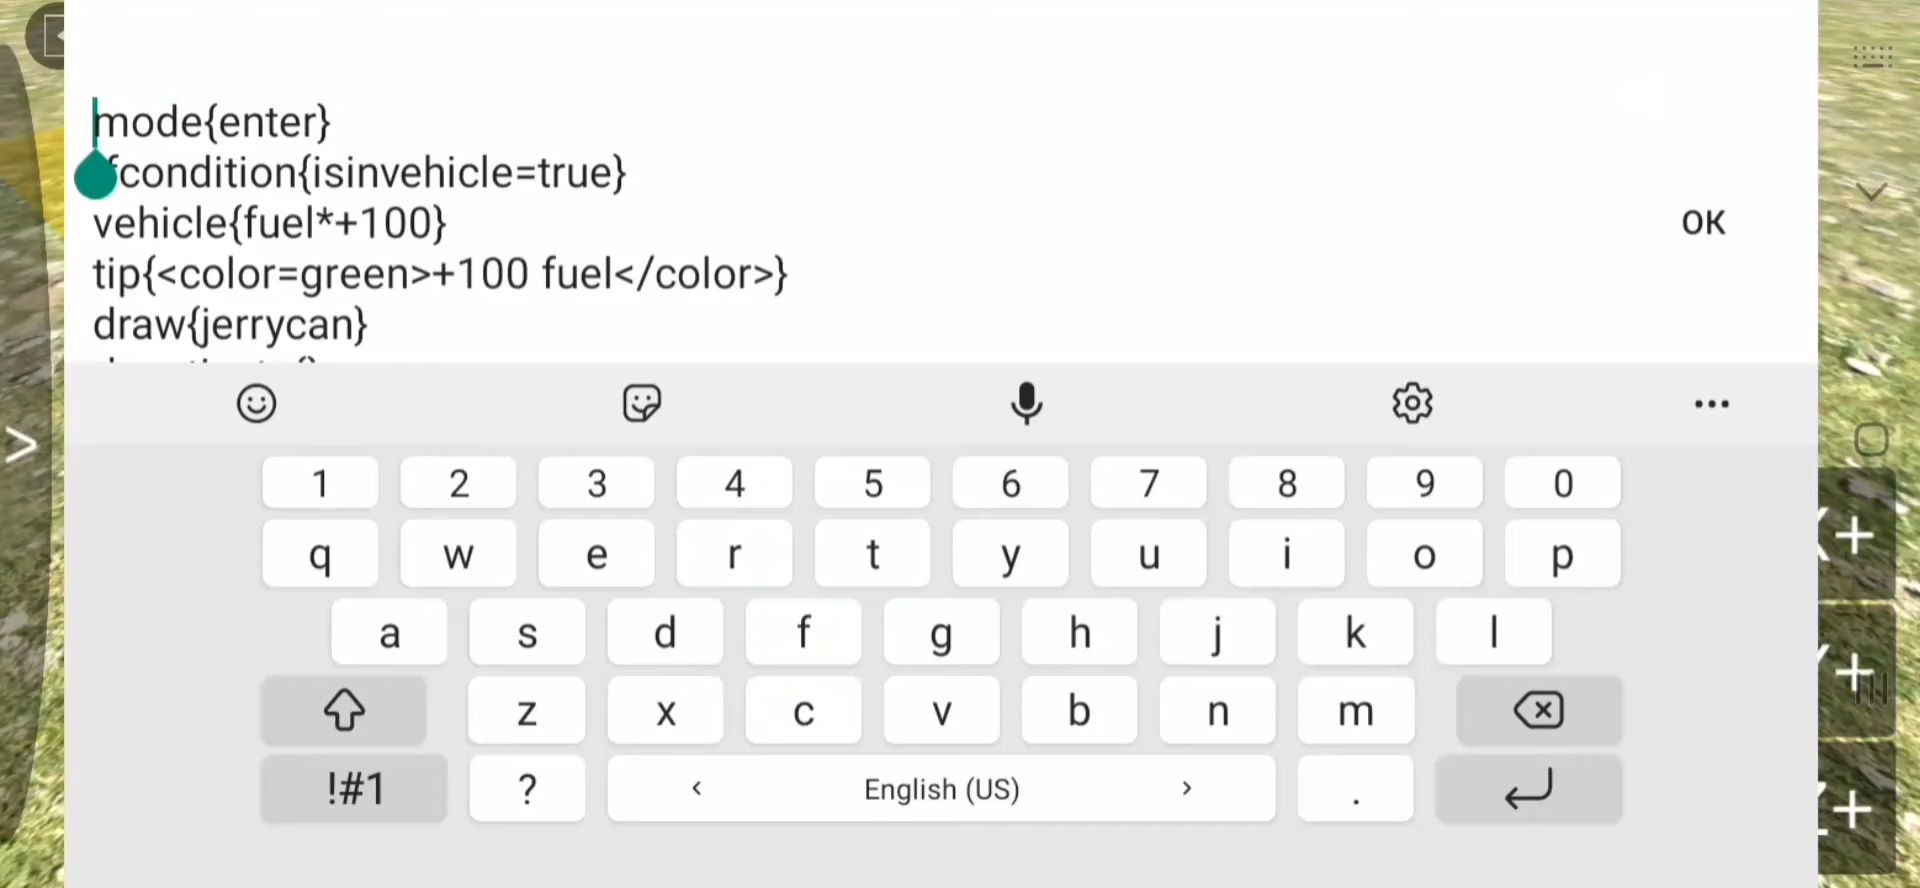 mode{enter}
fcondition{isinvehicle=true}
vehicle{fuel*+100}
tip{<color=green>+100 fuel</color>}
draw{jerrycan}
OK
1 2 3 4 5 6 7 8 9 0
q w e r t y u i o p
a s d f g h j k l
z x c v b n m
!#1 ? < English (US) > .
>
+
+
+